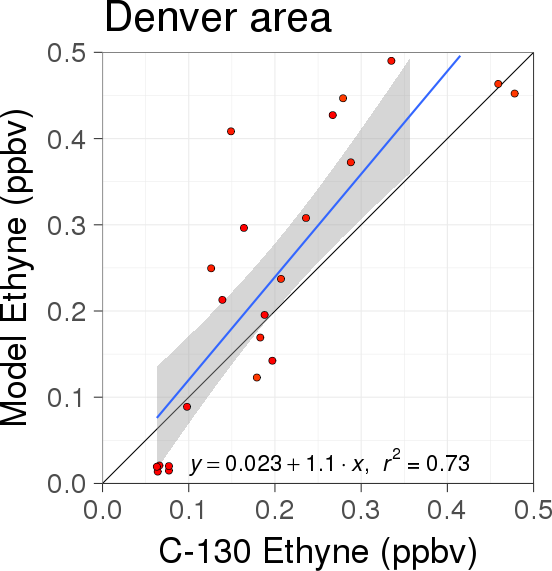 Denver area
Model Ethyne (ppbv)
0.5
0.4
0.3
0.2
0.1
0.0
y = 0.023 + 1.1 · x, r² = 0.73
0.0 0.1 0.2 0.3 0.4 0.5
C-130 Ethyne (ppbv)